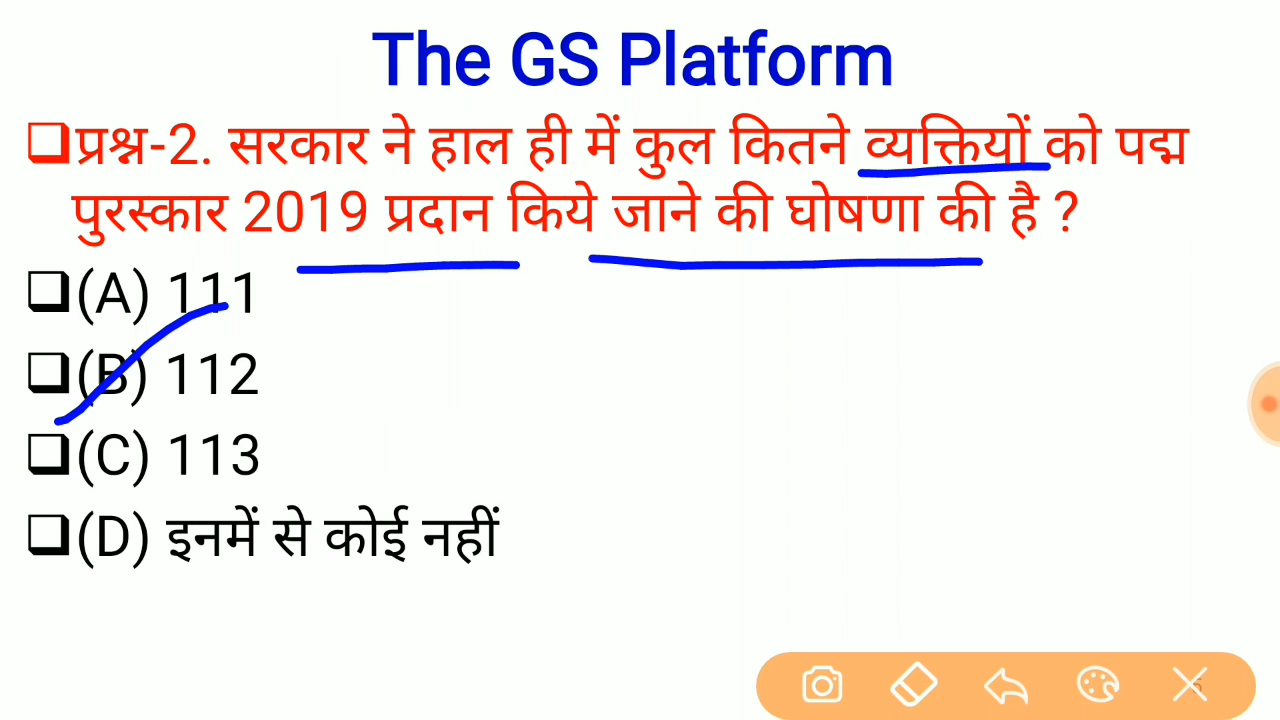 The GS Platform
❑प्रश्न-2. सरकार ने हाल ही में कुल कितने व्यक्तियों को पद्म
पुरस्कार 2019 प्रदान किये जाने की घोषणा की है ?
❑(A) 111
❑(B) 112
❑(C) 113
❑(D) इनमें से कोई नहीं